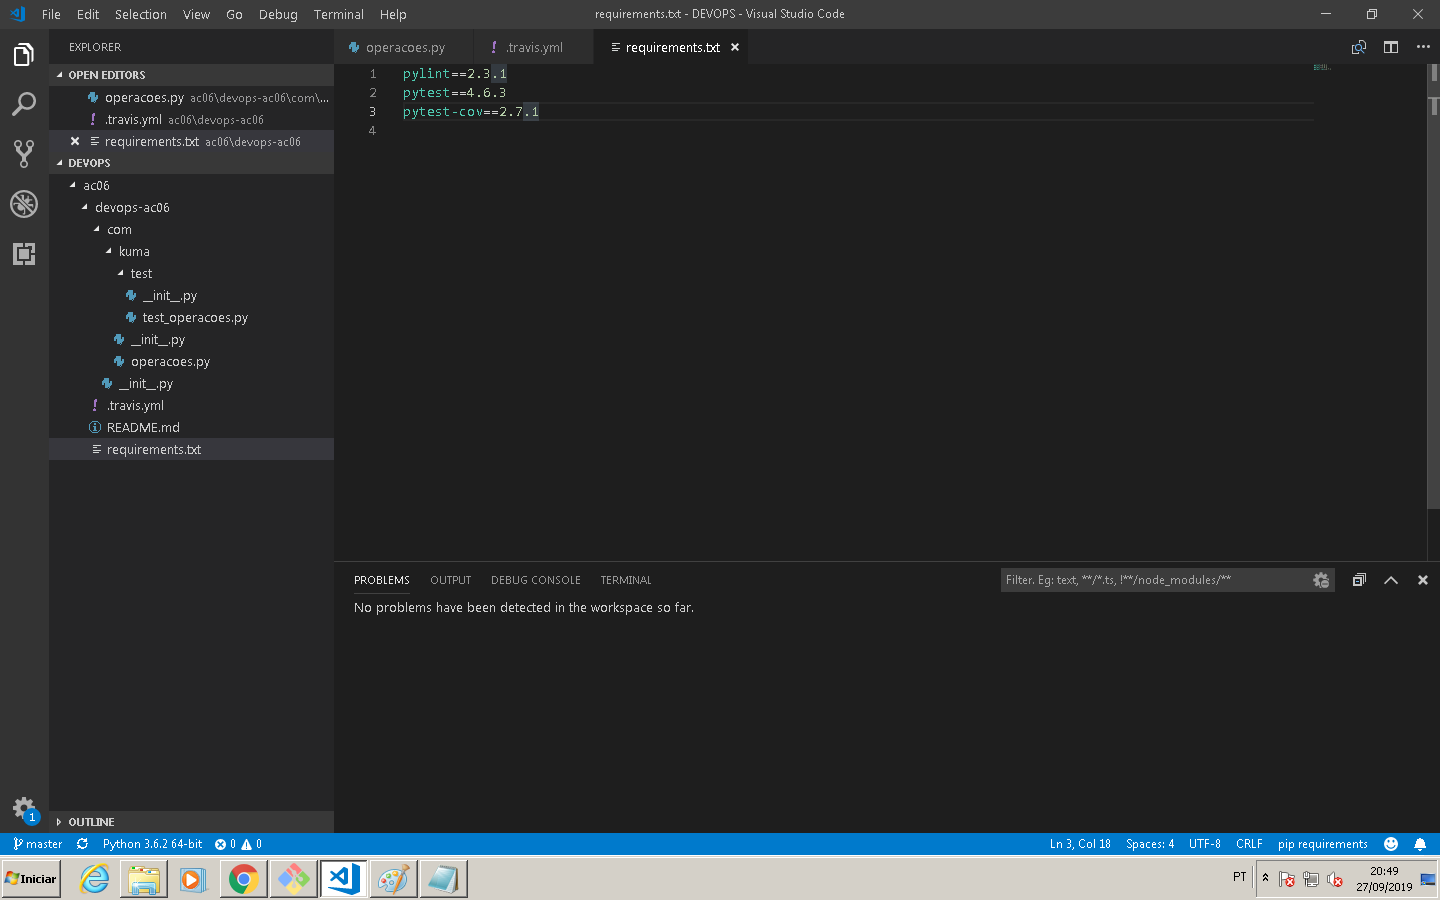 File Edit Selection View Go Debug Terminal Help
requirements.txt - DEVOPS - Visual Studio Code
EXPLORER
OPEN EDITORS
operacoes.py ac06\devops-ac06\com\...
.travis.yml ac06\devops-ac06
requirements.txt ac06\devops-ac06
DEVOPS
ac06
devops-ac06
com
kuma
test
__init__.py
test_operacoes.py
__init__.py
operacoes.py
__init__.py
.travis.yml
README.md
requirements.txt
OUTLINE
operacoes.py
.travis.yml
requirements.txt
1 pylint==2.3.1
2 pytest==4.6.3
3 pytest-cov==2.7.1
4
PROBLEMS OUTPUT DEBUG CONSOLE TERMINAL
Filter. Eg: text, **/*.ts, !**/node_modules/**
No problems have been detected in the workspace so far.
1
master Python 3.6.2 64-bit 0 0 Ln 3, Col 18 Spaces: 4 UTF-8 CRLF pip requirements
Iniciar
PT
20:49
27/09/2019